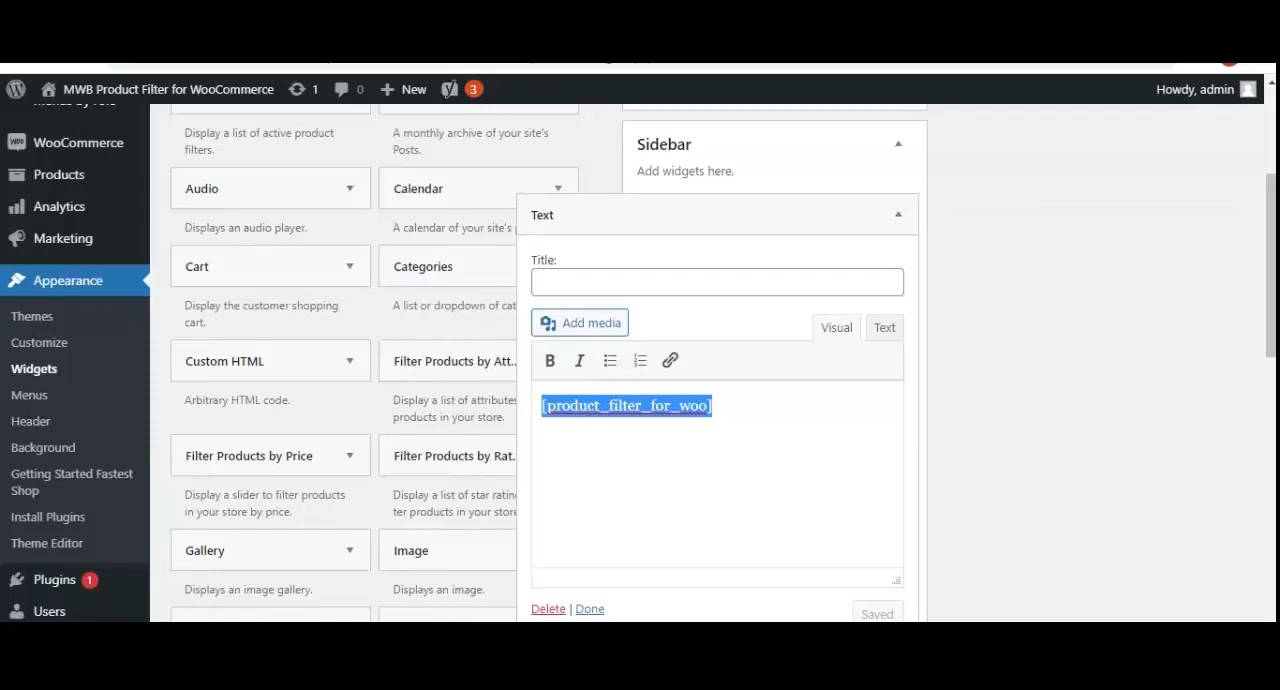 MWB Product Filter for WooCommerce 1 0 New 3 Howdy, admin
WooCommerce
Products
Analytics
Marketing
Appearance
Themes
Customize
Widgets
Menus
Header
Background
Getting Started Fastest
Shop
Install Plugins
Theme Editor
Plugins 1
Users
Display a list of active product
filters.
A monthly archive of your site's
Posts.
Audio
Displays an audio player.
Calendar
A calendar of your site's
Cart
Display the customer shopping
cart.
Categories
A list or dropdown of cat
Custom HTML
Arbitrary HTML code.
Filter Products by Att...
Display a list of attributes
products in your store.
Filter Products by Price
Display a slider to filter products
in your store by price.
Filter Products by Rat.
Display a list of star ratin
ter products in your store
Gallery
Displays an image gallery.
Image
Displays an image.
Sidebar
Add widgets here.
Text
Title:
Add media
Visual Text
B I
[product_filter_for_woo]
Delete | Done
Saved